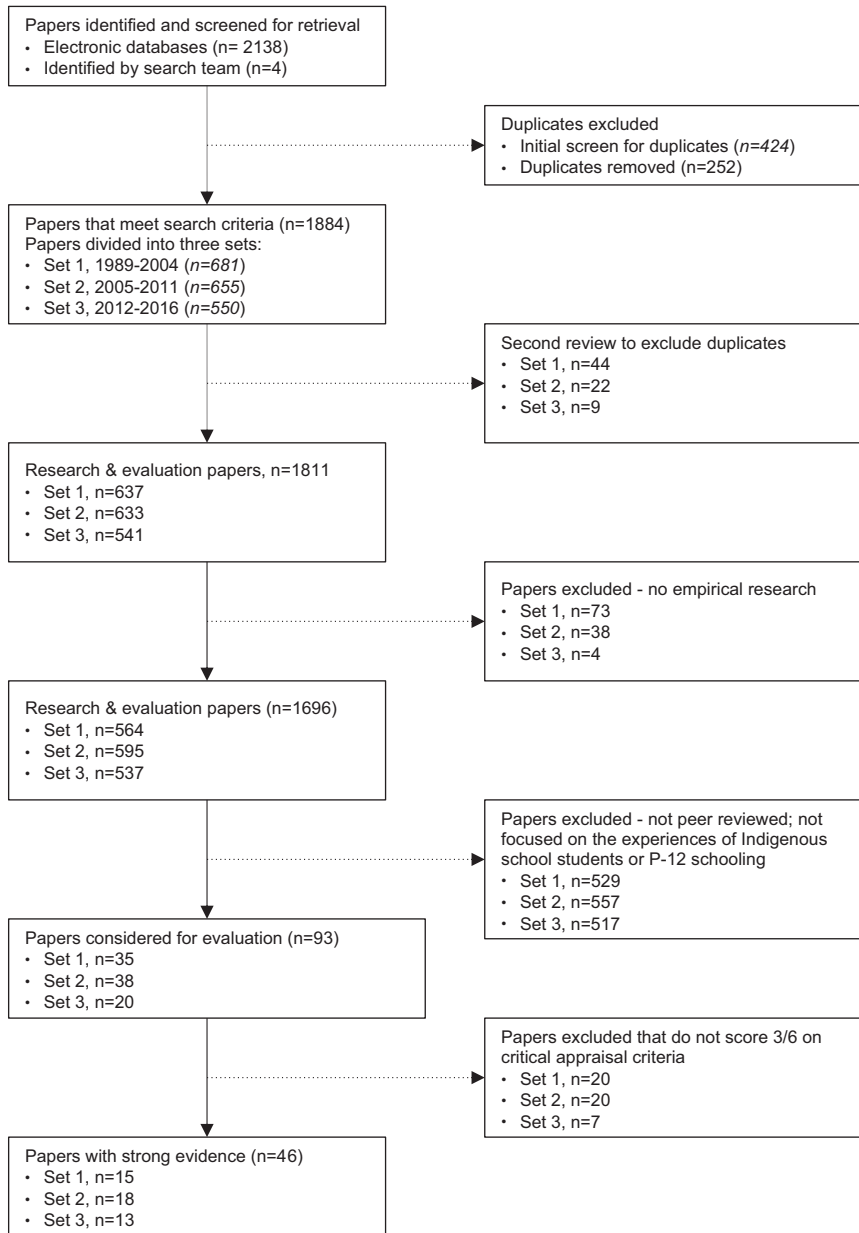 Papers identified and screened for retrieval
• Electronic databases (n= 2138)
• Identified by search team (n=4)
Duplicates excluded
• Initial screen for duplicates (n=424)
• Duplicates removed (n=252)
Papers that meet search criteria (n=1884)
Papers divided into three sets:
• Set 1, 1989-2004 (n=681)
• Set 2, 2005-2011 (n=655)
• Set 3, 2012-2016 (n=550)
Second review to exclude duplicates
• Set 1, n=44
• Set 2, n=22
• Set 3, n=9
Research & evaluation papers, n=1811
• Set 1, n=637
• Set 2, n=633
• Set 3, n=541
Papers excluded - no empirical research
• Set 1, n=73
• Set 2, n=38
• Set 3, n=4
Research & evaluation papers (n=1696)
• Set 1, n=564
• Set 2, n=595
• Set 3, n=537
Papers excluded - not peer reviewed; not
focused on the experiences of Indigenous
school students or P-12 schooling
• Set 1, n=529
• Set 2, n=557
• Set 3, n=517
Papers considered for evaluation (n=93)
• Set 1, n=35
• Set 2, n=38
• Set 3, n=20
Papers excluded that do not score 3/6 on
critical appraisal criteria
• Set 1, n=20
• Set 2, n=20
• Set 3, n=7
Papers with strong evidence (n=46)
• Set 1, n=15
• Set 2, n=18
• Set 3, n=13